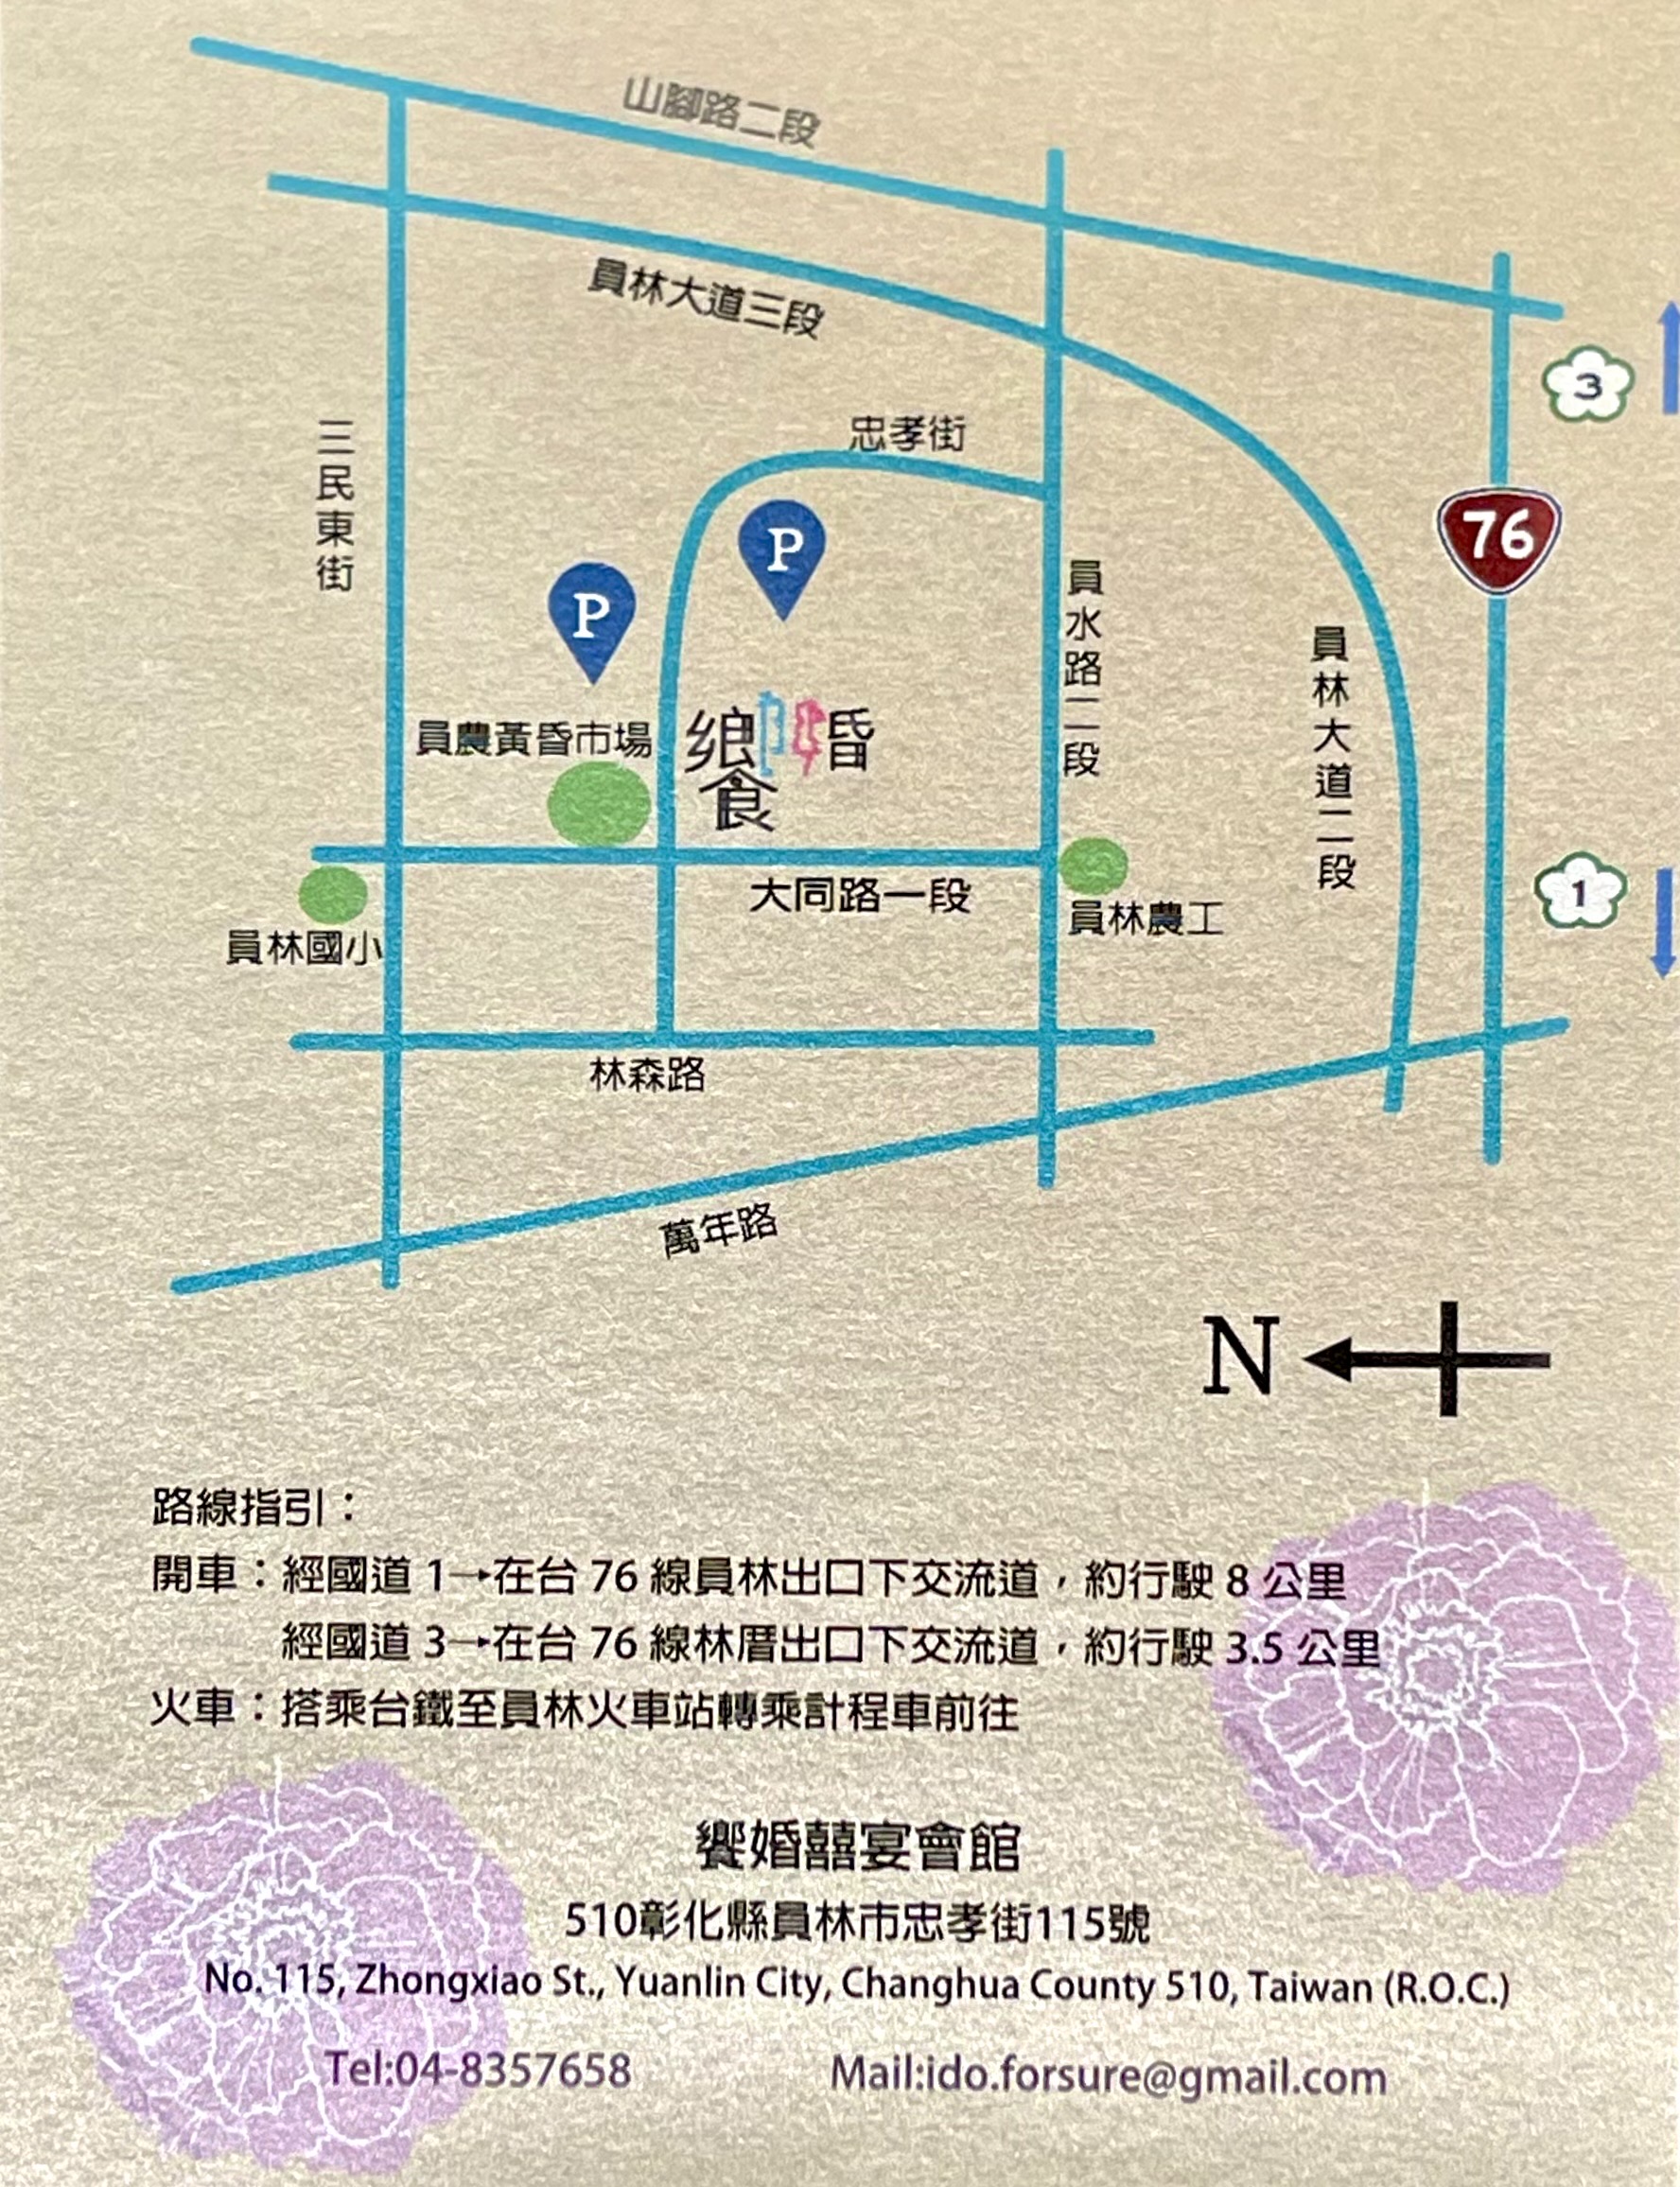 山腳路二段
員林大道三段
忠孝街
三民東街
3
76
P
P
員水路二段
員林大道二段
員農黃昏市場
饗婚
1
大同路一段
員林農工
員林國小
林森路
萬年路
N
路線指引：
開車：經國道 1→在台 76 線員林出口下交流道，約行駛 8 公里
經國道 3→在台 76 線林厝出口下交流道，約行駛 3.5 公里
火車：搭乘台鐵至員林火車站轉乘計程車前往
饗婚囍宴會館
510彰化縣員林市忠孝街115號
No. 115, Zhongxiao St., Yuanlin City, Changhua County 510, Taiwan (R.O.C.)
Tel:04-8357658
Mail:ido.forsure@gmail.com